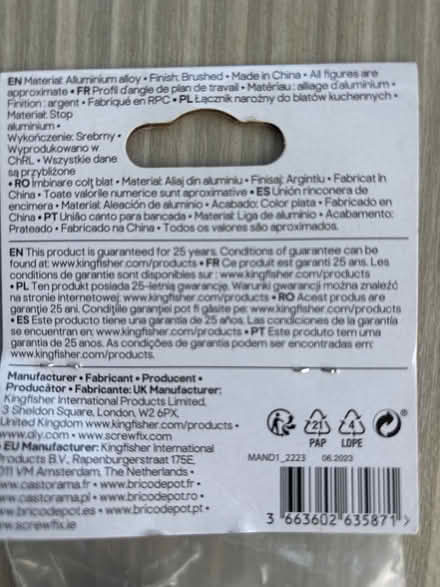 EN Material: Aluminium alloy • Finish: Brushed • Made in China • All figures are
approximate • FR Profil d'angle de plan de travail • Matériau : alliage d'aluminium •
Finition : argent • Fabriqué en RPC • PL Łącznik narożny do blatów kuchennych •
Materiał: Stop
aluminium •
Wykończenie: Srebrny •
Wyprodukowano w
ChRL • Wszystkie dane
są przybliżone
• RO Îmbinare colț blat • Material: Aliaj din aluminiu • Finisaj: Argintiu • Fabricat în
China • Toate valorile numerice sunt aproximative • ES Unión rinconera de
encimera • Material: Aleación de aluminio • Acabado: Color plata • Fabricado en
China • PT União canto para bancada • Material: Liga de alumínio • Acabamento:
Prateado • Fabricado na China • Todos os valores são aproximados.
EN This product is guaranteed for 25 years. Conditions of guarantee can be
found at: www.kingfisher.com/products • FR Ce produit est garanti 25 ans. Les
conditions de garantie sont disponibles sur : www.kingfisher.com/products
• PL Ten produkt posiada 25-letnią gwarancję. Warunki gwarancji można znaleźć
na stronie internetowej: www.kingfisher.com/products • RO Acest produs are
garanție 25 ani. Condițiile garanției pot fi găsite pe: www.kingfisher.com/products
• ES Este producto tiene una garantía de 25 años. Las condiciones de la garantía
se encuentran en: www.kingfisher.com/products • PT Este produto tem uma
garantia de 25 anos. As condições de garantia podem ser encontradas em:
www.kingfisher.com/products.
Manufacturer • Fabricant • Producent •
Producător • Fabricante: UK Manufacturer:
Kingfisher International Products Limited,
3 Sheldon Square, London, W2 6PX,
United Kingdom www.kingfisher.com/products •
www.diy.com • www.screwfix.com
• EU Manufacturer: Kingfisher International
Products B.V., Rapenburgerstraat 175E,
1011 VM Amsterdam, The Netherlands •
www.castorama.fr • www.bricodepot.fr •
www.castorama.pl • www.bricodepot.ro •
www.bricodepot.es • www.bricodepot.pt •
www.screwfix.ie
21
PAP
4
LDPE
MAND1_2223 06.2023
3 663602 635871 >